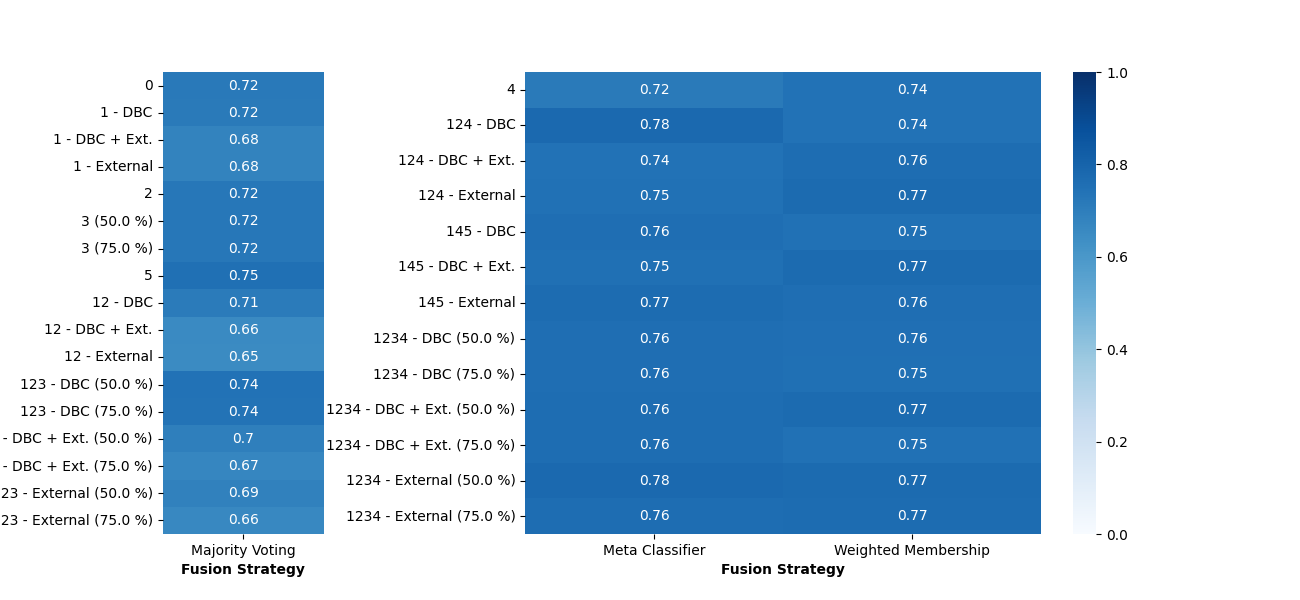 0 0.72
1 - DBC 0.72
1 - DBC + Ext. 0.68
1 - External 0.68
2 0.72
3 (50.0 %) 0.72
3 (75.0 %) 0.72
5 0.75
12 - DBC 0.71
12 - DBC + Ext. 0.66
12 - External 0.65
123 - DBC (50.0 %) 0.74
123 - DBC (75.0 %) 0.74
- DBC + Ext. (50.0 %) 0.7
- DBC + Ext. (75.0 %) 0.67
23 - External (50.0 %) 0.69
23 - External (75.0 %) 0.66
Majority Voting
Fusion Strategy
4 0.72 0.74
124 - DBC 0.78 0.74
124 - DBC + Ext. 0.74 0.76
124 - External 0.75 0.77
145 - DBC 0.76 0.75
145 - DBC + Ext. 0.75 0.77
145 - External 0.77 0.76
1234 - DBC (50.0 %) 0.76 0.76
1234 - DBC (75.0 %) 0.76 0.75
1234 - DBC + Ext. (50.0 %) 0.76 0.77
1234 - DBC + Ext. (75.0 %) 0.76 0.75
1234 - External (50.0 %) 0.78 0.77
1234 - External (75.0 %) 0.76 0.77
Meta Classifier Weighted Membership
Fusion Strategy
1.0
0.8
0.6
0.4
0.2
0.0